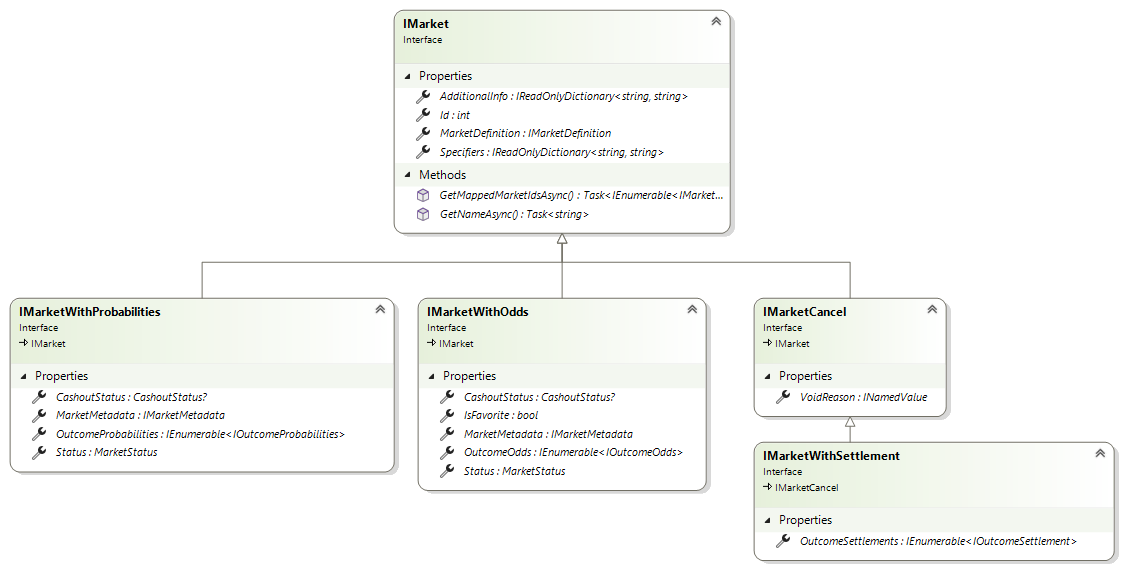 IMarket
Interface
Properties
AdditionalInfo : IReadOnlyDictionary<string, string>
Id : int
MarketDefinition : IMarketDefinition
Specifiers : IReadOnlyDictionary<string, string>
Methods
GetMappedMarketIdsAsync() : Task<IEnumerable<IMarket...
GetNameAsync() : Task<string>
IMarketWithProbabilities
Interface
IMarket
Properties
CashoutStatus : CashoutStatus?
MarketMetadata : IMarketMetadata
OutcomeProbabilities : IEnumerable<IOutcomeProbabilities>
Status : MarketStatus
IMarketWithOdds
Interface
IMarket
Properties
CashoutStatus : CashoutStatus?
IsFavorite : bool
MarketMetadata : IMarketMetadata
OutcomeOdds : IEnumerable<IOutcomeOdds>
Status : MarketStatus
IMarketCancel
Interface
IMarket
Properties
VoidReason : INamedValue
IMarketWithSettlement
Interface
IMarketCancel
Properties
OutcomeSettlements : IEnumerable<IOutcomeSettlement>